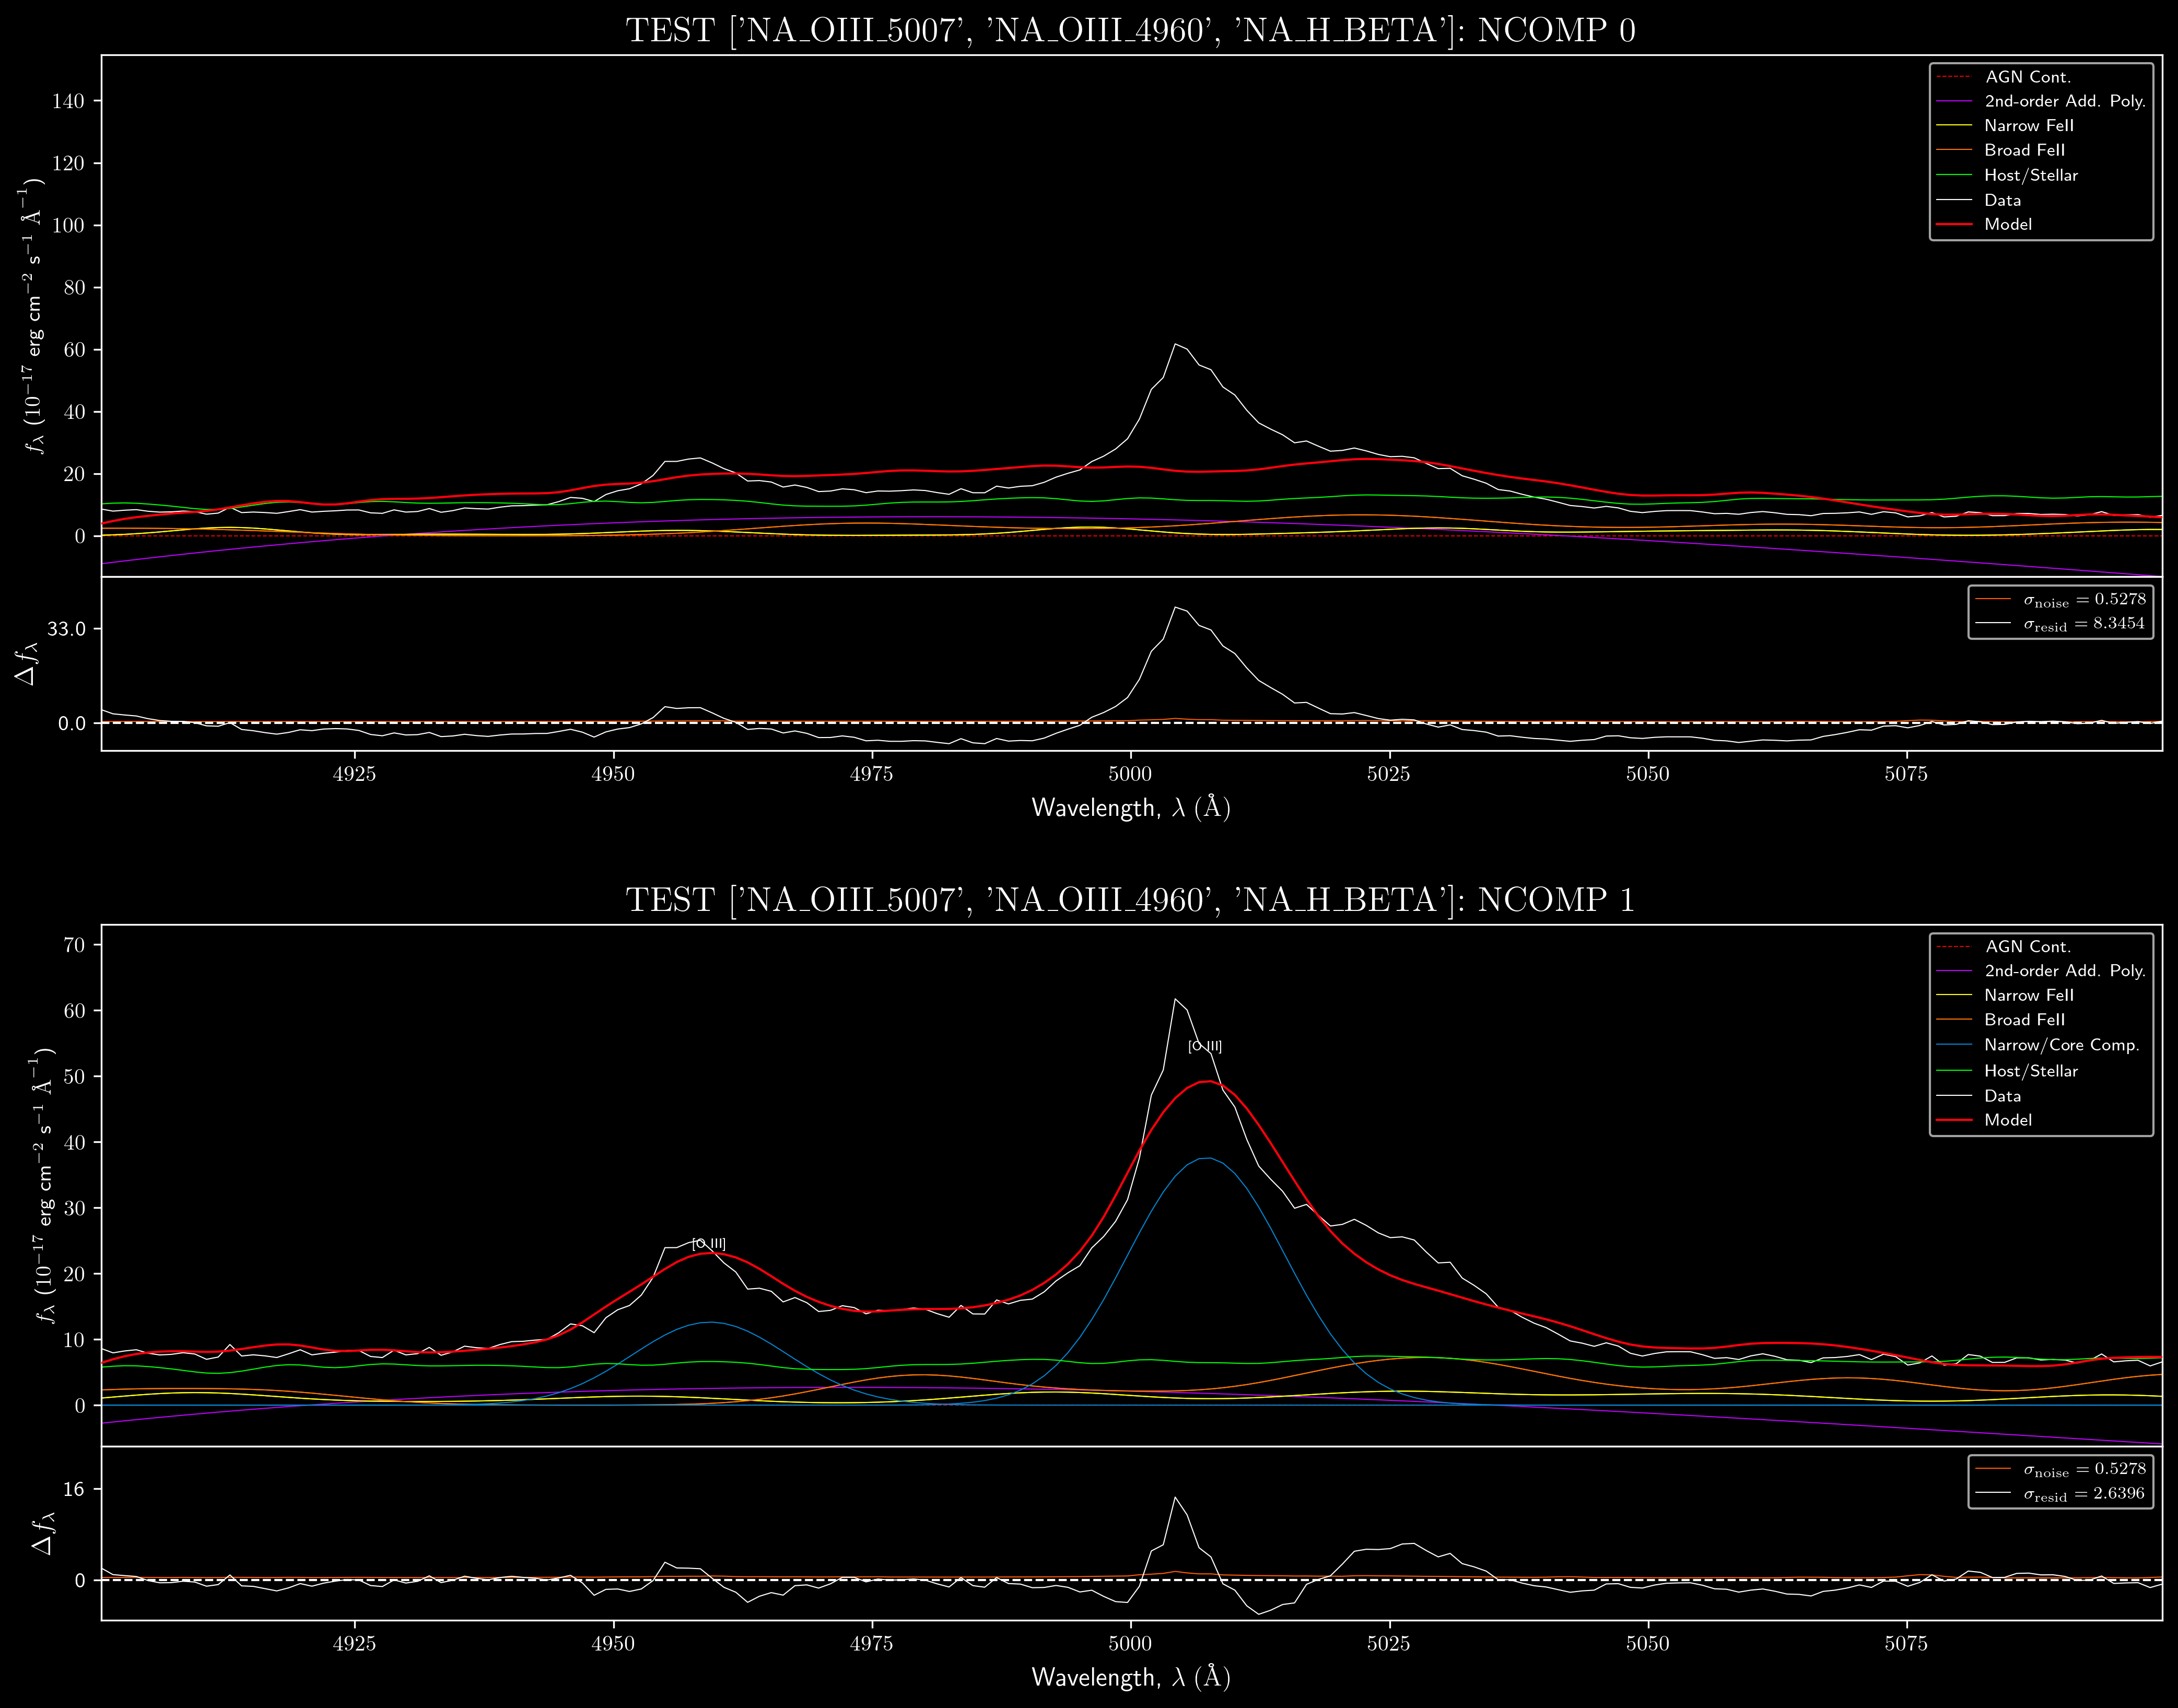 TEST ['NA_OIII_5007', 'NA_OIII_4960', 'NA_H_BETA']: NCOMP 0
140
120
100
80
60
40
20
0
f_λ (10^−17 erg cm^−2 s^−1 Å^−1)
AGN Cont.
2nd-order Add. Poly.
Narrow FeII
Broad FeII
Host/Stellar
Data
Model
33.0
0.0
Δf_λ
σ_noise = 0.5278
σ_resid = 8.3454
4925 4950 4975 5000 5025 5050 5075
Wavelength, λ (Å)
TEST ['NA_OIII_5007', 'NA_OIII_4960', 'NA_H_BETA']: NCOMP 1
70
60
50
40
30
20
10
0
f_λ (10^−17 erg cm^−2 s^−1 Å^−1)
[O III]
[O III]
AGN Cont.
2nd-order Add. Poly.
Narrow FeII
Broad FeII
Narrow/Core Comp.
Host/Stellar
Data
Model
16
0
Δf_λ
σ_noise = 0.5278
σ_resid = 2.6396
4925 4950 4975 5000 5025 5050 5075
Wavelength, λ (Å)